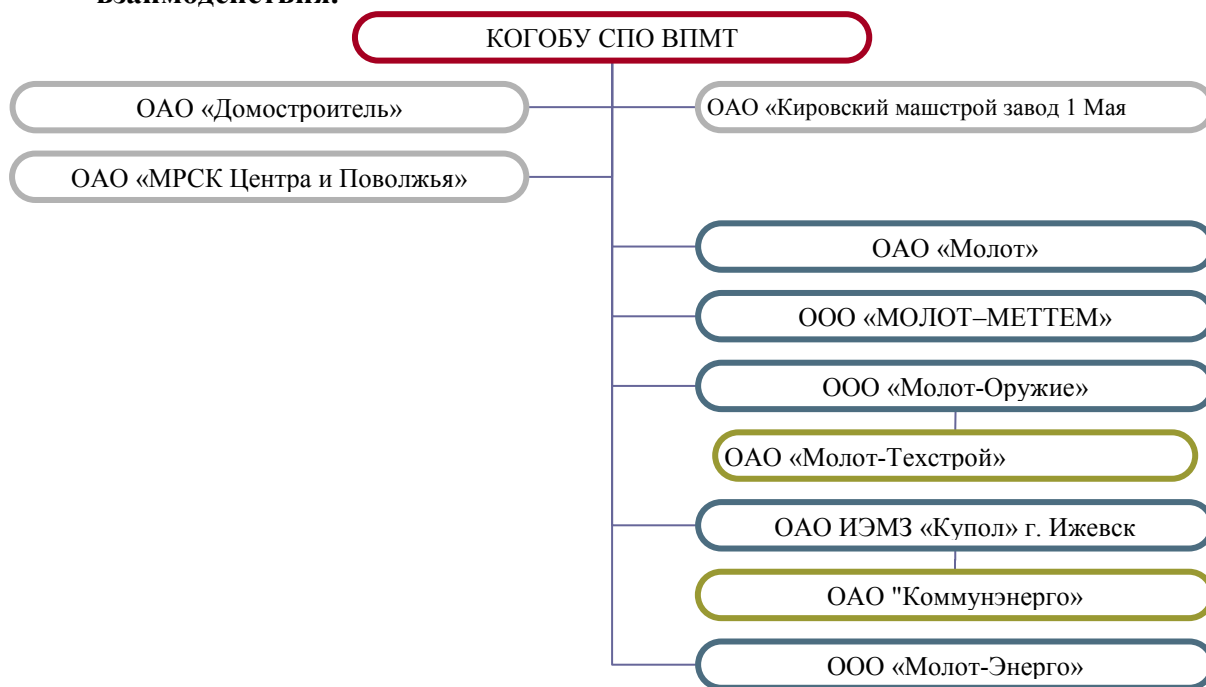 взаимодействия.
КОГОБУ СПО ВПМТ
ОАО «Домостроитель»
ОАО «Кировский машстрой завод 1 Мая
ОАО «МРСК Центра и Поволжья»
ОАО «Молот»
ООО «МОЛОТ–МЕТТЕМ»
ООО «Молот-Оружие»
ОАО «Молот-Техстрой»
ОАО ИЭМЗ «Купол» г. Ижевск
ОАО "Коммунэнерго»
ООО «Молот-Энерго»